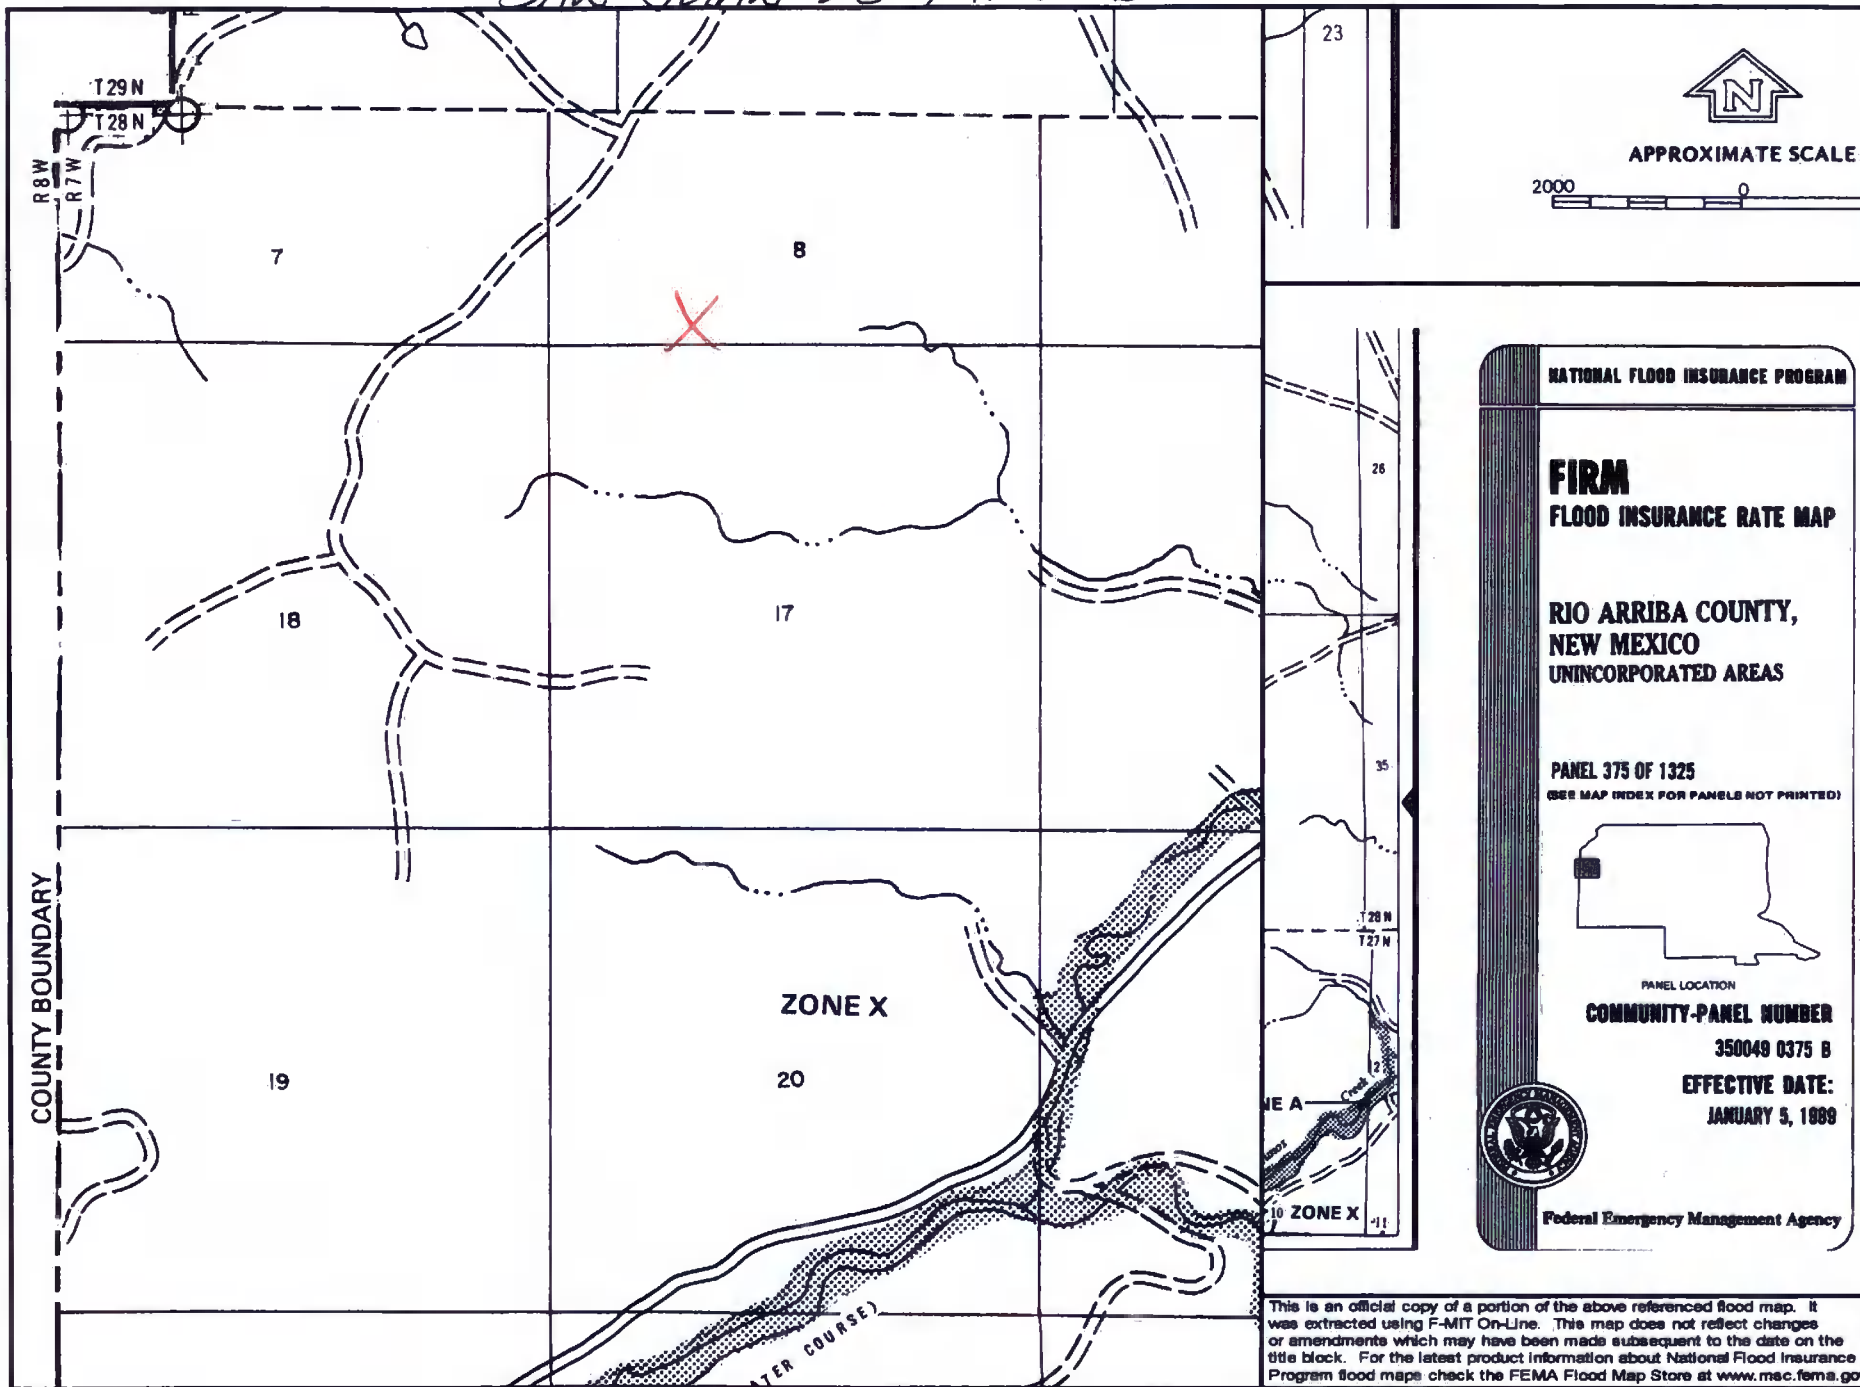 23
T29N
T28N
R8W
R7W
7
8
18
17
19
20
ZONE X
COUNTY BOUNDARY
ATER COURSE)
26
35
T28N
T27N
NE A
Creek
12
10
ZONE X
11
N
APPROXIMATE SCALE
2000
0
NATIONAL FLOOD INSURANCE PROGRAM
FIRM
FLOOD INSURANCE RATE MAP
RIO ARRIBA COUNTY,
NEW MEXICO
UNINCORPORATED AREAS
PANEL 375 OF 1325
(SEE MAP INDEX FOR PANELS NOT PRINTED)
PANEL LOCATION
COMMUNITY-PANEL NUMBER
350049 0375 B
EFFECTIVE DATE:
JANUARY 5, 1989
Federal Emergency Management Agency
This is an official copy of a portion of the above referenced flood map. It
was extracted using F-MIT On-Line. This map does not reflect changes
or amendments which may have been made subsequent to the date on the
title block. For the latest product information about National Flood Insurance
Program flood maps check the FEMA Flood Map Store at www.msc.fema.gov